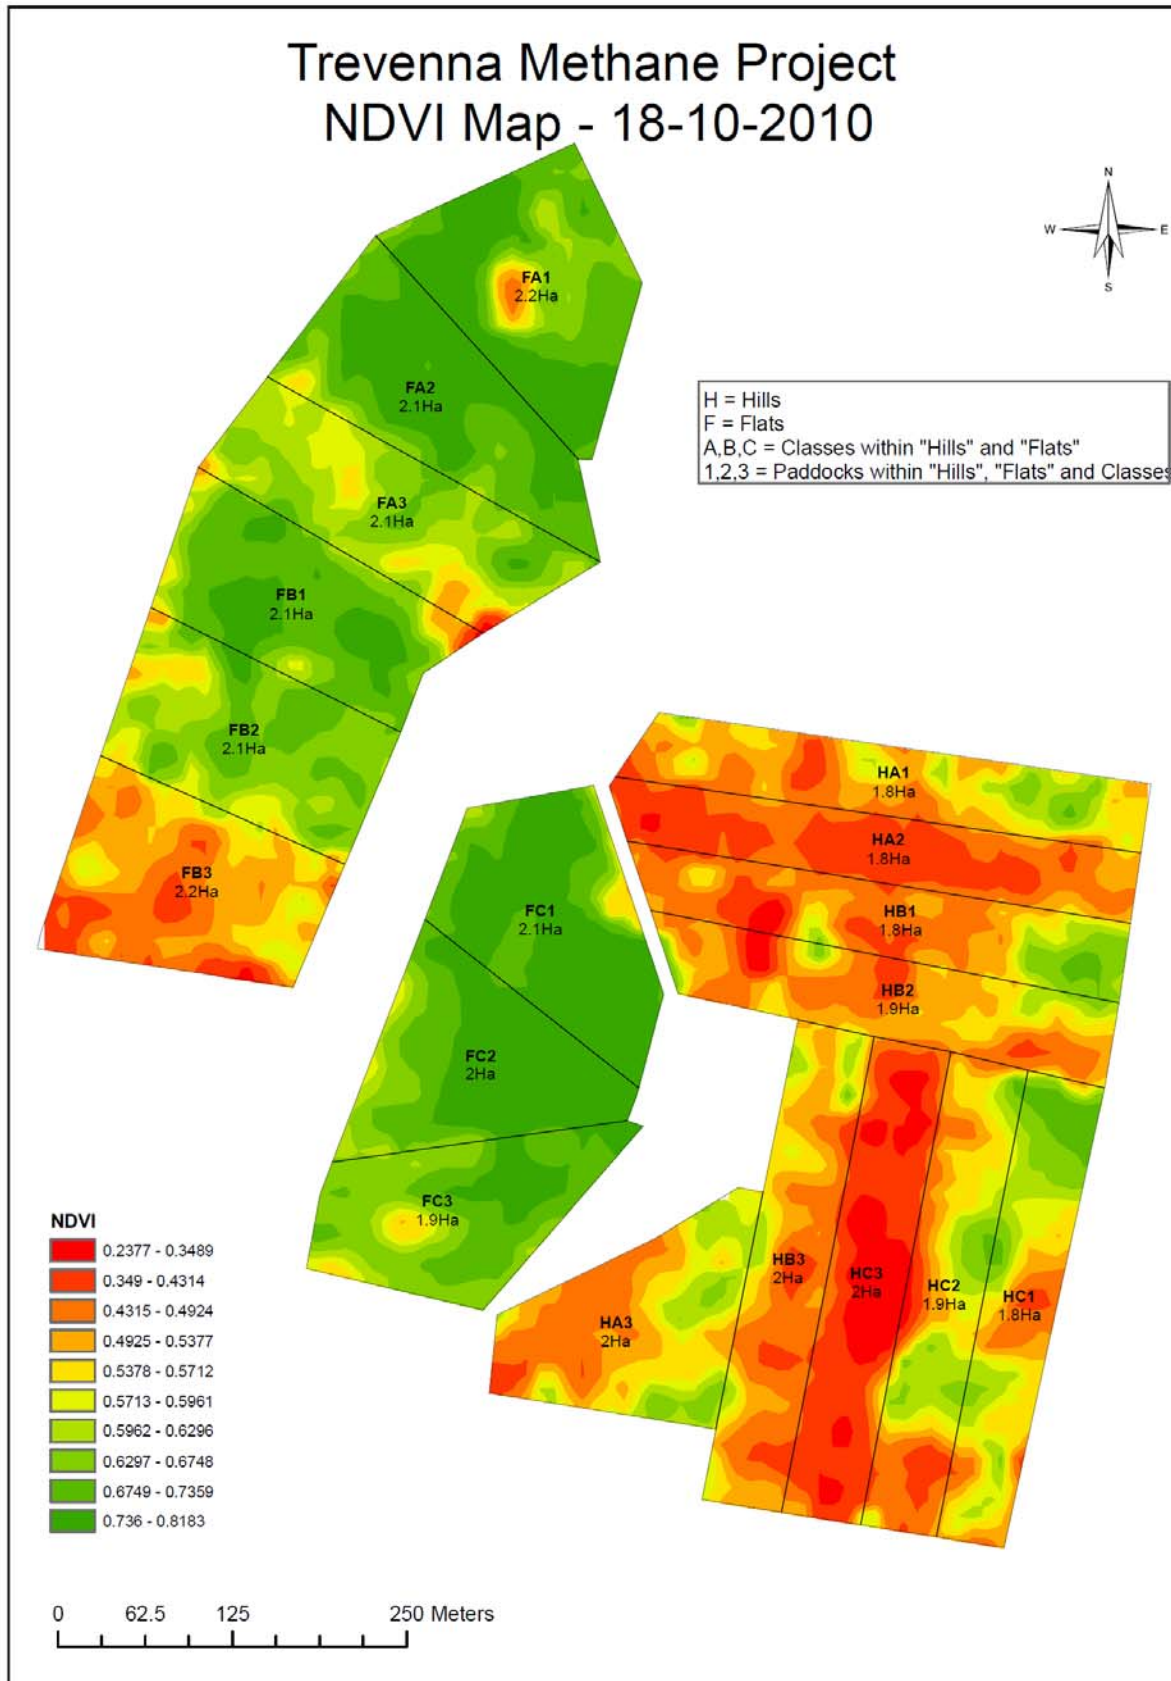 Trevenna Methane Project
NDVI Map - 18-10-2010
N
W
E
S
FA1
2.2Ha
H = Hills
F = Flats
A,B,C = Classes within "Hills" and "Flats"
1,2,3 = Paddocks within "Hills", "Flats" and Classes
FA2
2.1Ha
FA3
2.1Ha
FB1
2.1Ha
FB2
2.1Ha
FB3
2.2Ha
HA1
1.8Ha
HA2
1.8Ha
HB1
1.8Ha
HB2
1.9Ha
FC1
2.1Ha
FC2
2Ha
FC3
1.9Ha
HA3
2Ha
HB3
2Ha
HC3
2Ha
HC2
1.9Ha
HC1
1.8Ha
NDVI
0.2377 - 0.3489
0.349 - 0.4314
0.4315 - 0.4924
0.4925 - 0.5377
0.5378 - 0.5712
0.5713 - 0.5961
0.5962 - 0.6296
0.6297 - 0.6748
0.6749 - 0.7359
0.736 - 0.8183
0 62.5 125 250 Meters